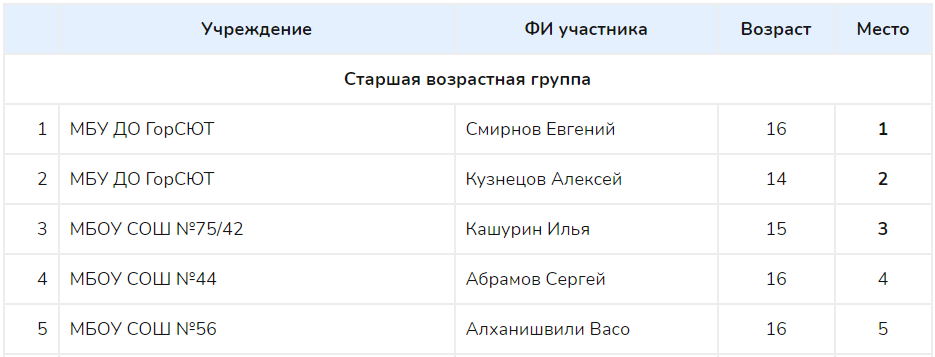 Учреждение ФИ участника Возраст Место
Старшая возрастная группа
1 МБУ ДО ГорСЮТ Смирнов Евгений 16 1
2 МБУ ДО ГорСЮТ Кузнецов Алексей 14 2
3 МБОУ СОШ №75/42 Кашурин Илья 15 3
4 МБОУ СОШ №44 Абрамов Сергей 16 4
5 МБОУ СОШ №56 Алханишвили Васо 16 5